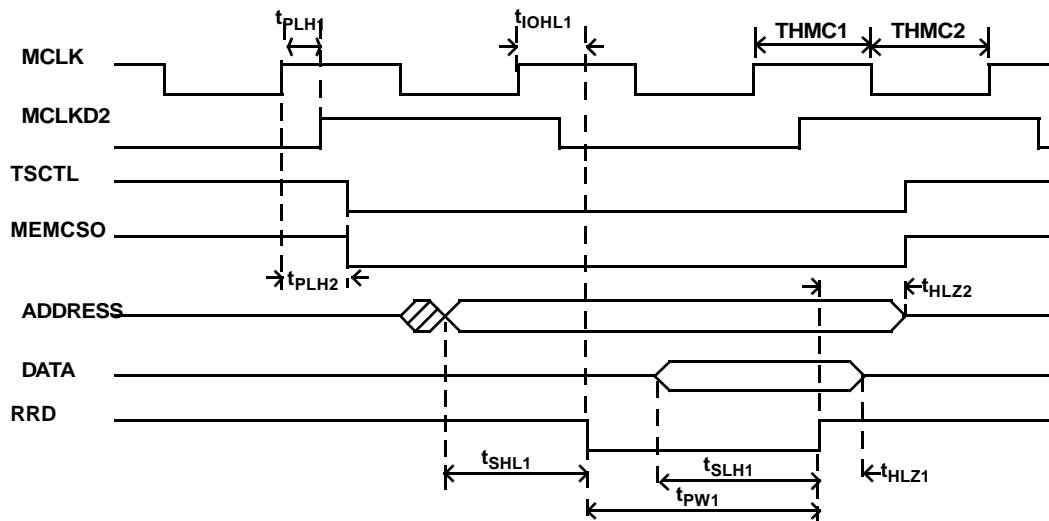 tPLH1
tIOHL1
THMC1
THMC2
MCLK
MCLKD2
TSCTL
MEMCSO
tPLH2
tHLZ2
ADDRESS
DATA
RRD
tSHL1
tSLH1
tHLZ1
tPW1